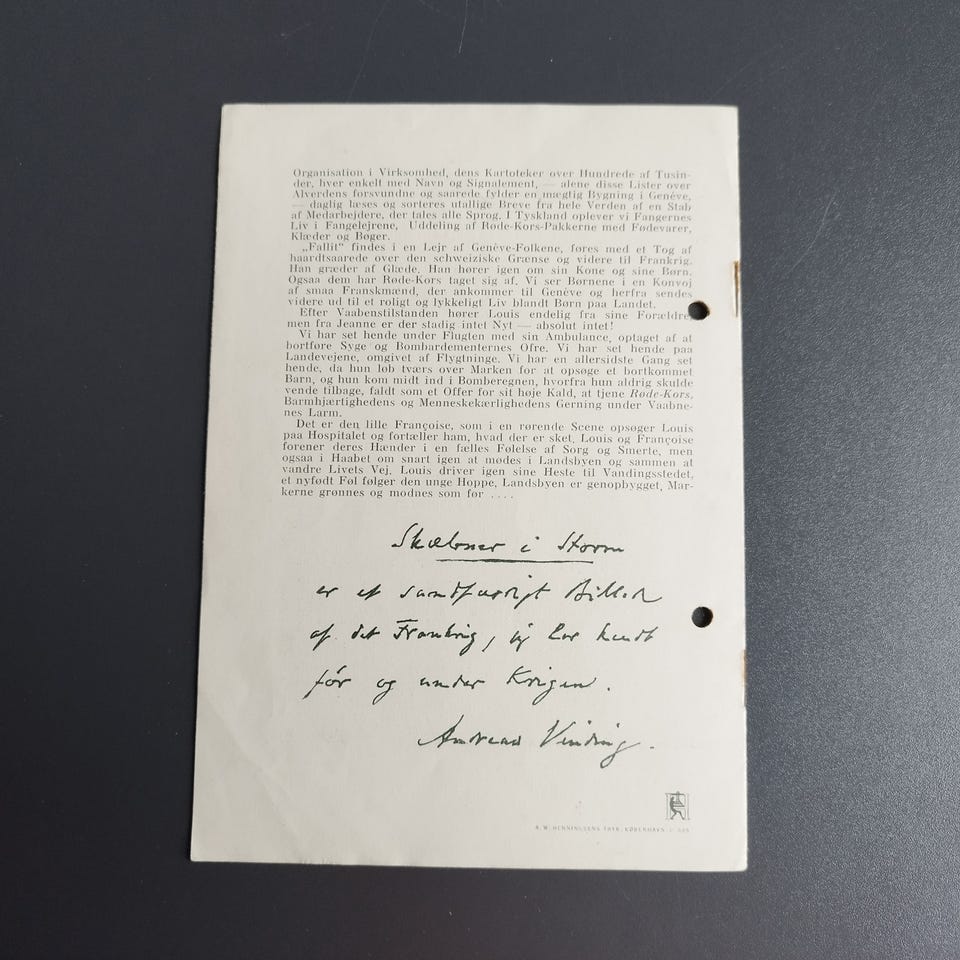 Organisation i Virksomhed, dens Kartoteker over Hundrede af Tusin-
der, hver enkelt med Navn og Signalement, — alene disse Lister over
Alverdens forsvundne og saarede fylder en mægtig Bygning i Genève,
— daglig læses og sorteres utallige Breve fra hele Verden af en Stab
af Medarbejdere, der tales alle Sprog. I Tyskland oplever vi Fangernes
Liv i Fangelejrene, Uddeling af Røde-Kors-Pakkerne med Fødevarer,
Klæder og Bøger.
„Fallit" findes i en Lejr af Genève-Folkene, føres med et Tog af
haardtsaarede over den schweiziske Grænse og videre til Frankrig.
Han græder af Glæde. Han hører igen om sin Kone og sine Børn.
Ogsaa dem har Røde-Kors taget sig af. Vi ser Børnene i en Konvoj
af smaa Franskmænd, der ankommer til Genève og herfra sendes
videre ud til et roligt og lykkeligt Liv blandt Børn paa Landet.
Efter Vaabenstilstanden hører Louis endelig fra sine Forældre,
men fra Jeanne er der stadig intet Nyt — absolut intet!
Vi har set hende under Flugten med sin Ambulance, optaget af at
bortføre Syge og Bombardementernes Ofre. Vi har set hende paa
Landevejene, omgivet af Flygtninge. Vi har en allersidste Gang set
hende, da hun løb tværs over Marken for at opsøge et bortkommet
Barn, og hun kom midt ind i Bomberegnen, hvorfra hun aldrig skulde
vende tilbage, faldt som et Offer for sit høje Kald, at tjene Røde-Kors,
Barmhjærtighedens og Menneskekærlighedens Gerning under Vaabne-
nes Larm.
Det er den lille Françoise, som i en rørende Scene opsøger Louis
paa Hospitalet og fortæller ham, hvad der er sket. Louis og Françoise
forener deres Hænder i en fælles Følelse af Sorg og Smerte, men
ogsaa i Haabet om snart igen at mødes i Landsbyen og sammen at
vandre Livets Vej. Louis driver igen sine Heste til Vandingsstedet,
et nyfødt Føl følger den unge Hoppe, Landsbyen er genopbygget, Mar-
kerne grønnes og modnes som før ....
Skæbner i Storm
er et sandfærdigt Billede
af det Frankrig, jeg har kendt
før og under Krigen.
Andreas Vinding.
A. W. HENNINGSENS TRYK, KØBENHAVN